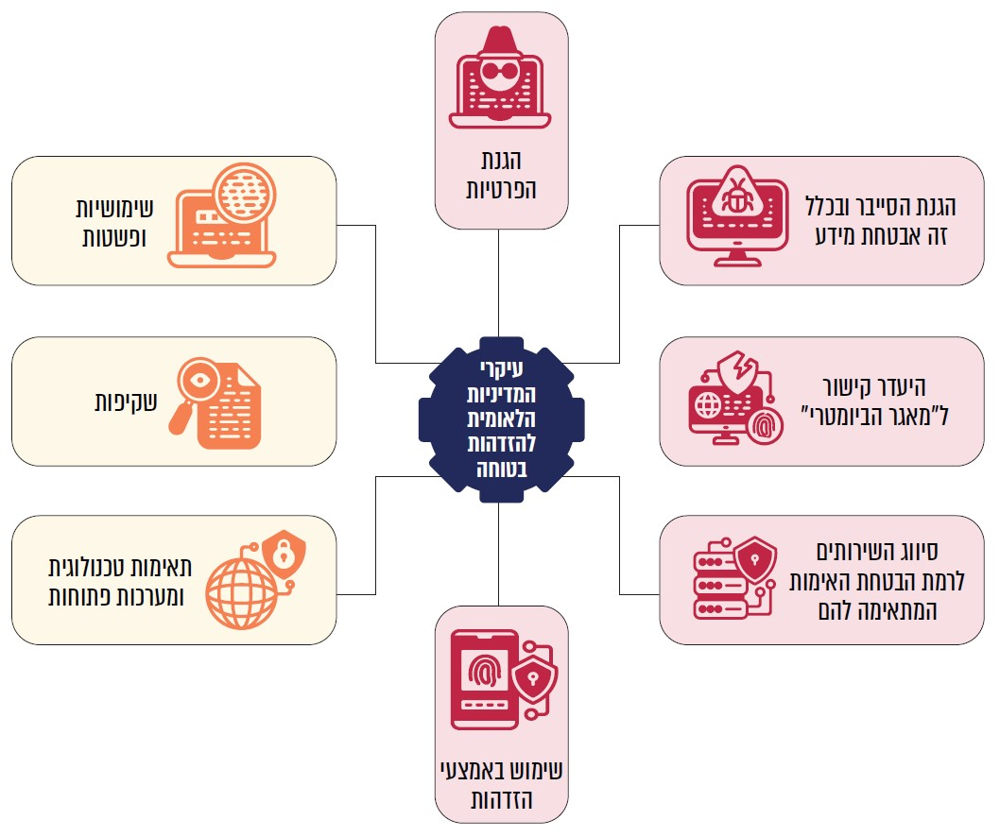 הגנת
הפרטיות
הגנת הסייבר ובכלל
זה אבטחת מידע
היעדר קישור
ל"מאגר הביומטרי"
סיווג השירותים
לרמת הבטחת האימות
המתאימה להם
שימוש באמצעי
הזדהות
תאימות טכנולוגית
ומערכות פתוחות
שקיפות
שימושיות
ופשטות
עיקרי
המדיניות
הלאומית
להזדהות
בטוחה